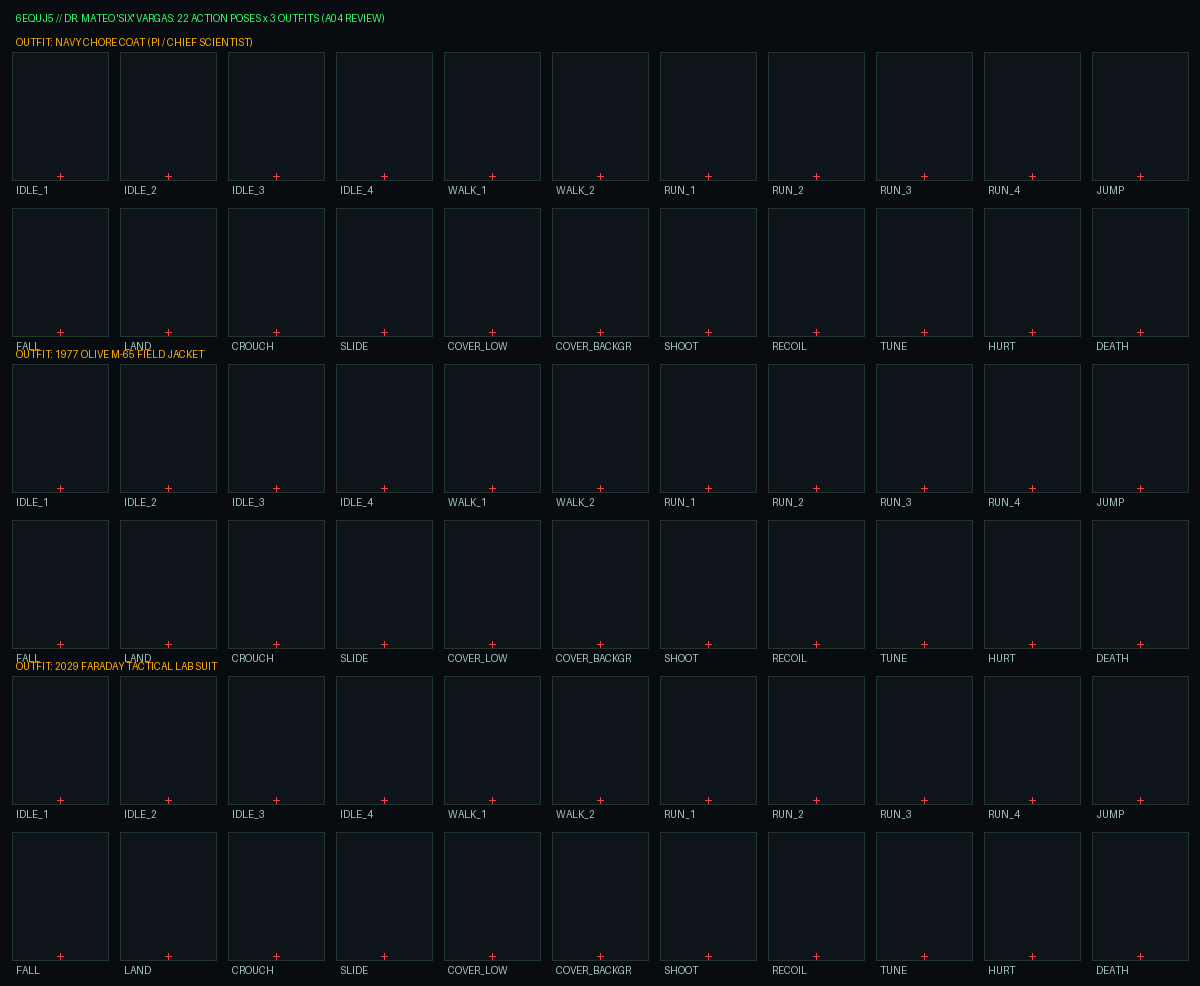 6EQUJ5 // DR. MATEO 'SIX' VARGAS: 22 ACTION POSES x 3 OUTFITS (A04 REVIEW)
OUTFIT: NAVY CHORE COAT (PI / CHIEF SCIENTIST)
IDLE_1 IDLE_2 IDLE_3 IDLE_4 WALK_1 WALK_2 RUN_1 RUN_2 RUN_3 RUN_4 JUMP
FALL LAND CROUCH SLIDE COVER_LOW COVER_BACKGR SHOOT RECOIL TUNE HURT DEATH
OUTFIT: 1977 OLIVE M-65 FIELD JACKET
IDLE_1 IDLE_2 IDLE_3 IDLE_4 WALK_1 WALK_2 RUN_1 RUN_2 RUN_3 RUN_4 JUMP
FALL LAND CROUCH SLIDE COVER_LOW COVER_BACKGR SHOOT RECOIL TUNE HURT DEATH
OUTFIT: 2029 FARADAY TACTICAL LAB SUIT
IDLE_1 IDLE_2 IDLE_3 IDLE_4 WALK_1 WALK_2 RUN_1 RUN_2 RUN_3 RUN_4 JUMP
FALL LAND CROUCH SLIDE COVER_LOW COVER_BACKGR SHOOT RECOIL TUNE HURT DEATH